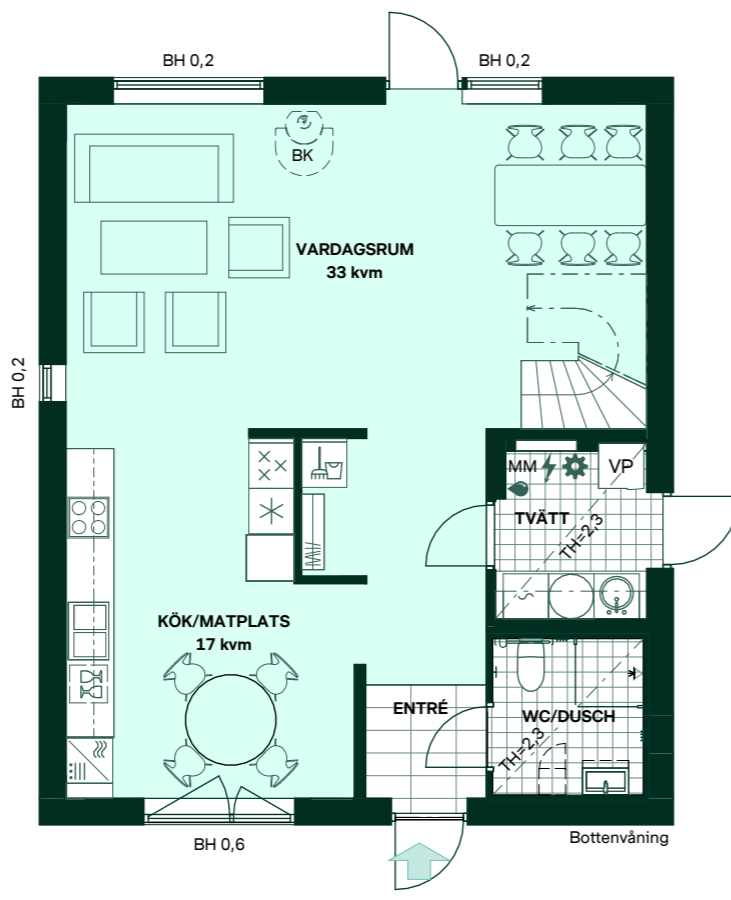 BH 0,2
BH 0,2
BK
VARDAGSRUM
33 kvm
BH 0,2
MM
VP
TVÄTT
TH=2,3
KÖK/MATPLATS
17 kvm
ENTRÉ
WC/DUSCH
TH=2,3
BH 0,6
Bottenvåning